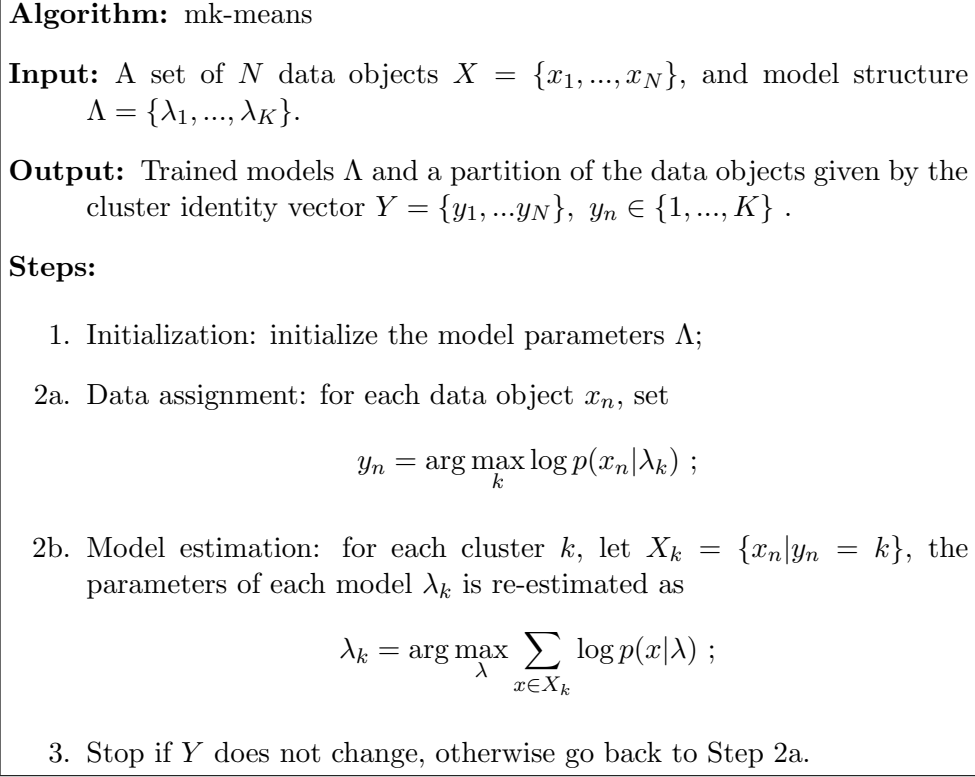 Algorithm: mk-means
Input: A set of N data objects X = {x_1, ..., x_N}, and model structure
Λ = {λ_1, ..., λ_K}.
Output: Trained models Λ and a partition of the data objects given by the
cluster identity vector Y = {y_1, ...y_N}, y_n ∈ {1, ..., K} .
Steps:
1. Initialization: initialize the model parameters Λ;
2a. Data assignment: for each data object x_n, set
y_n = arg max_k log p(x_n|λ_k) ;
2b. Model estimation: for each cluster k, let X_k = {x_n|y_n = k}, the
parameters of each model λ_k is re-estimated as
λ_k = arg max_λ ∑_{x∈X_k} log p(x|λ) ;
3. Stop if Y does not change, otherwise go back to Step 2a.